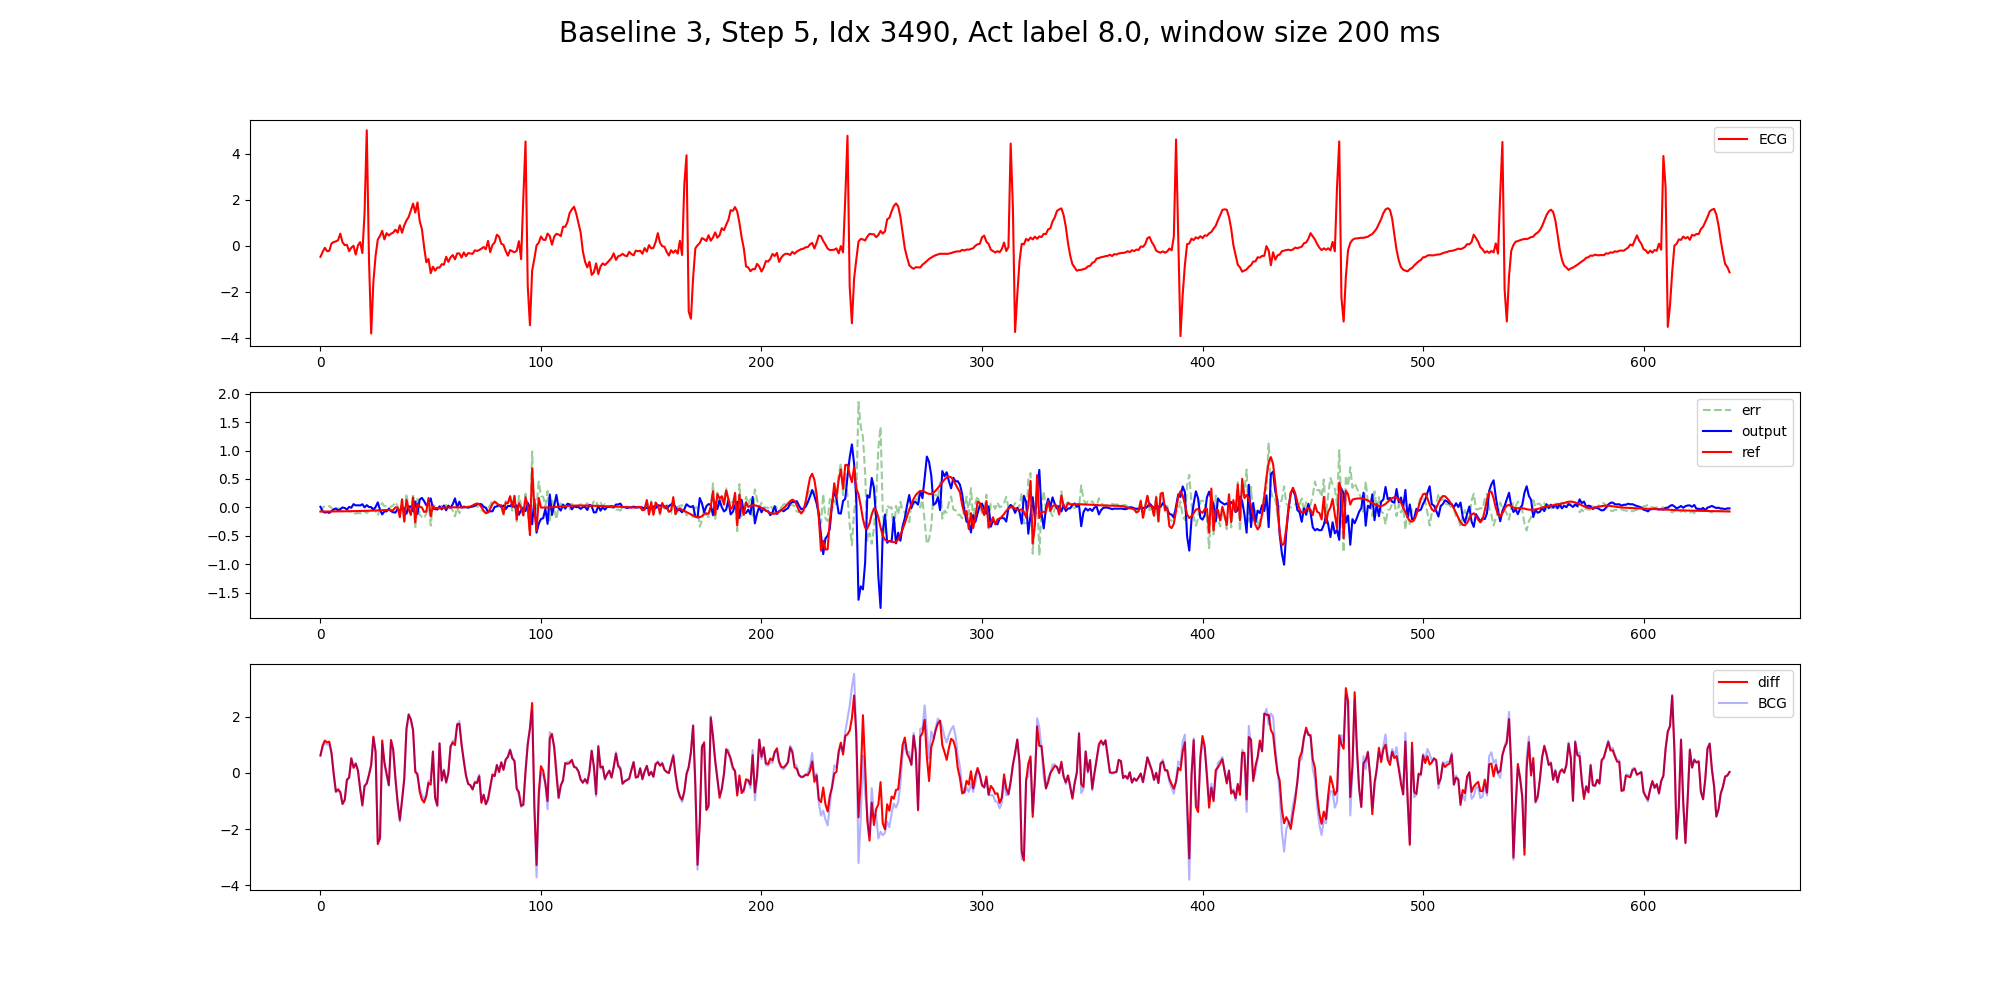 Baseline 3, Step 5, Idx 3490, Act label 8.0, window size 200 ms
ECG
4
2
0
−2
−4
0 100 200 300 400 500 600
err
output
ref
2.0
1.5
1.0
0.5
0.0
−0.5
−1.0
−1.5
0 100 200 300 400 500 600
diff
BCG
2
0
−2
−4
0 100 200 300 400 500 600